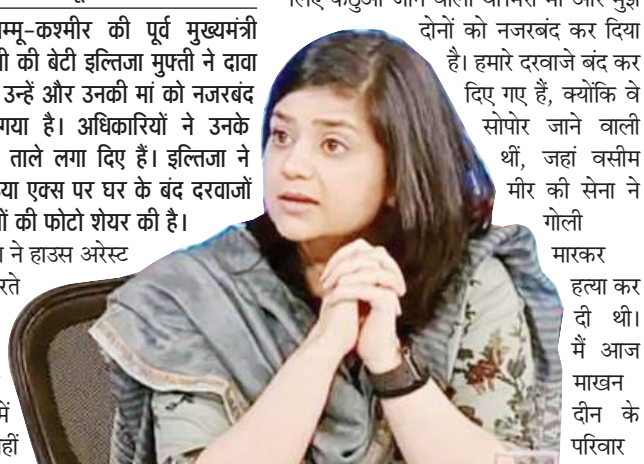 म्मू-कश्मीर की पूर्व मुख्यमंत्री
की बेटी इल्तिजा मुफ्ती ने दावा
उन्हें और उनकी मां को नजरबंद
गया है। अधिकारियों ने उनके
ताले लगा दिए हैं। इल्तिजा ने
एक्स पर घर के बंद दरवाजों
की फोटो शेयर की है।
ने हाउस अरेस्ट
रते
में
हीं
दोनों को नजरबंद कर दिया
है। हमारे दरवाजे बंद कर
दिए गए हैं, क्योंकि वे
सोपोर जाने वाली
थीं, जहां वसीम
मीर की सेना ने
गोली
मारकर
हत्या कर
दी थी।
मैं आज
माखन
दीन के
परिवार